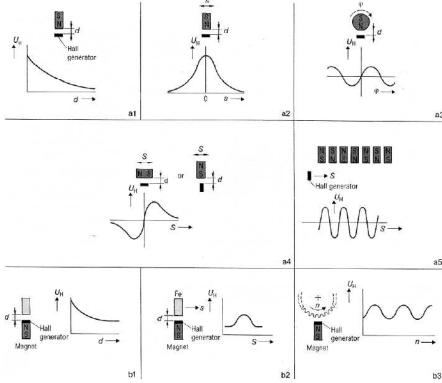 S
N
d
U_H
Hall
generator
d
a1
s
S
N
d
U_H
0
s
a2
φ
S
N
d
U_H
φ
a3
S
N S
d
or
S
N
S
d
U_H
S
a4
N S N S N S N
S N S N S N S
S
Hall generator
U_H
S
a5
d
Hall
generator
N
S
Magnet
U_H
d
b1
Fe
s
d
Hall
generator
N
S
Magnet
U_H
S
b2
+
n
Hall
generator
N
S
Magnet
U_H
n
b3